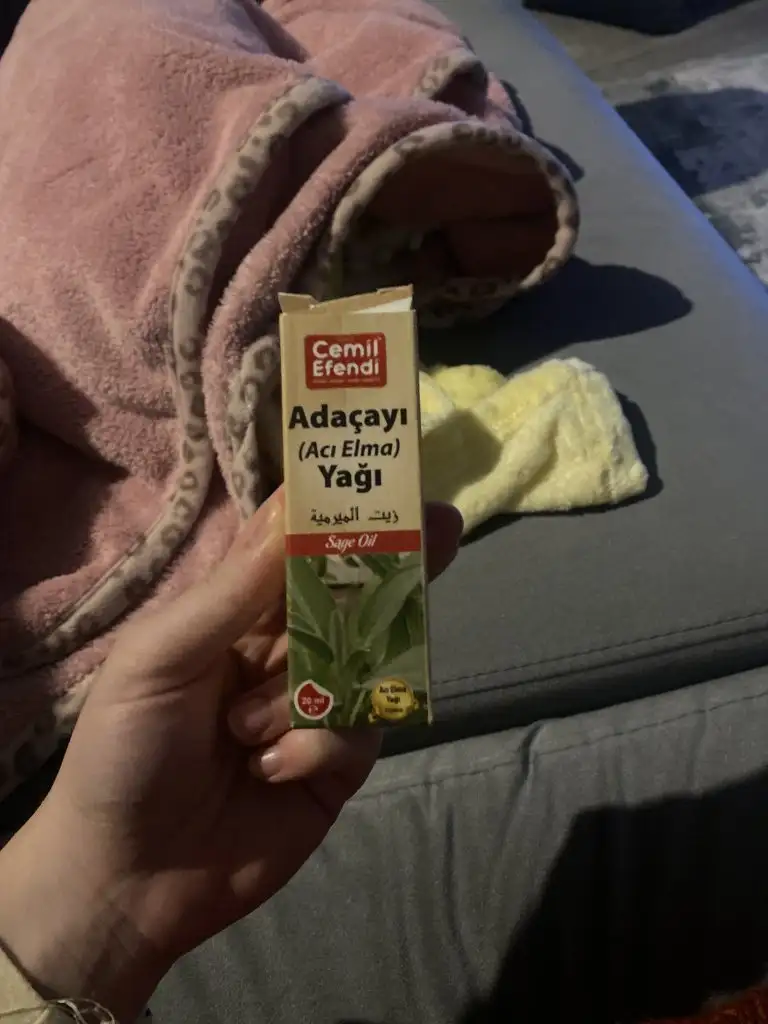 Cemil
Efendi
Adaçayı
(Acı Elma)
Yağı
زيت الميرمية
Sage Oil
20 ml
Acı Elma
Yağı